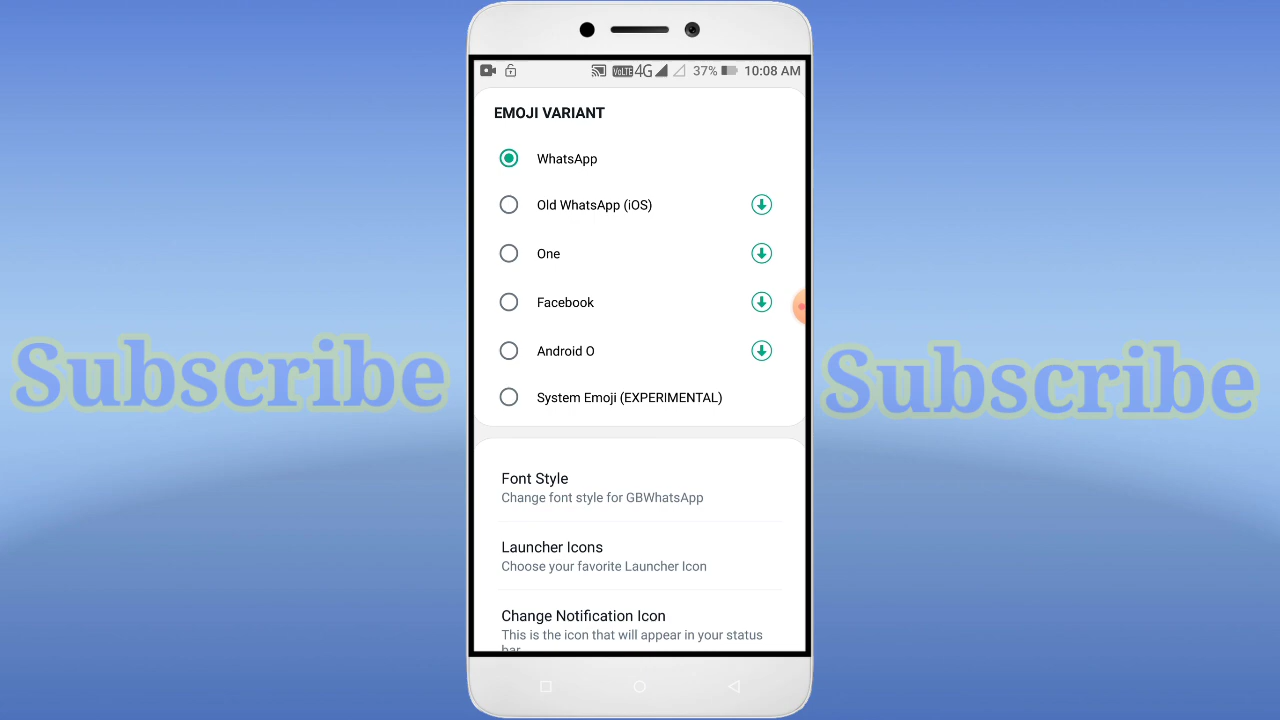 VoLTE 4G 37% 10:08 AM
EMOJI VARIANT
WhatsApp
Old WhatsApp (iOS)
One
Facebook
Android O
System Emoji (EXPERIMENTAL)
Font Style
Change font style for GBWhatsApp
Launcher Icons
Choose your favorite Launcher Icon
Change Notification Icon
This is the icon that will appear in your status
bar
Subscribe
Subscribe